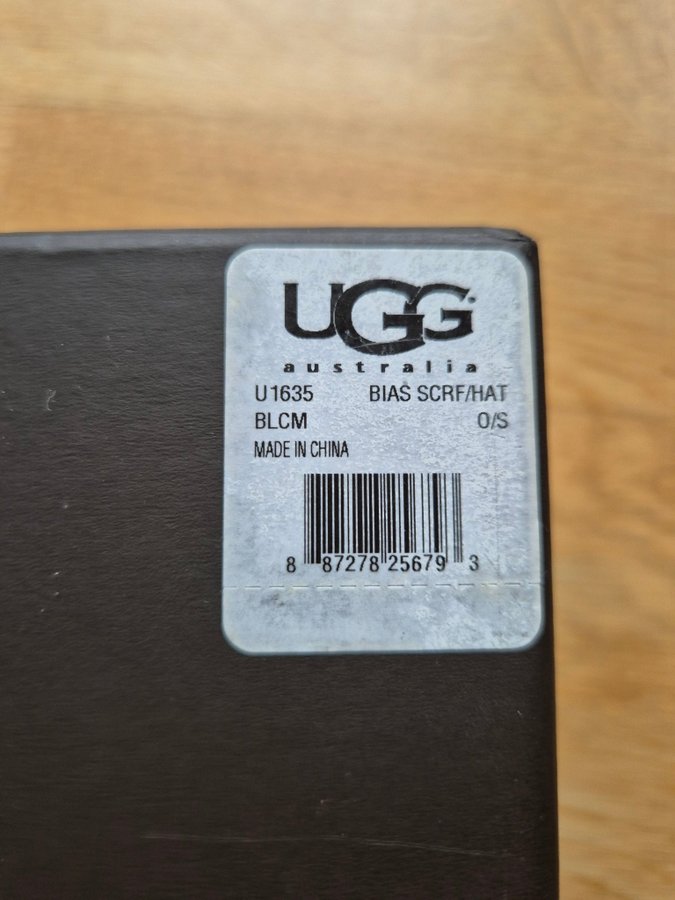 UGG
australia
U1635 BIAS SCRF/HAT
BLCM O/S
MADE IN CHINA
8 87278 25679 3